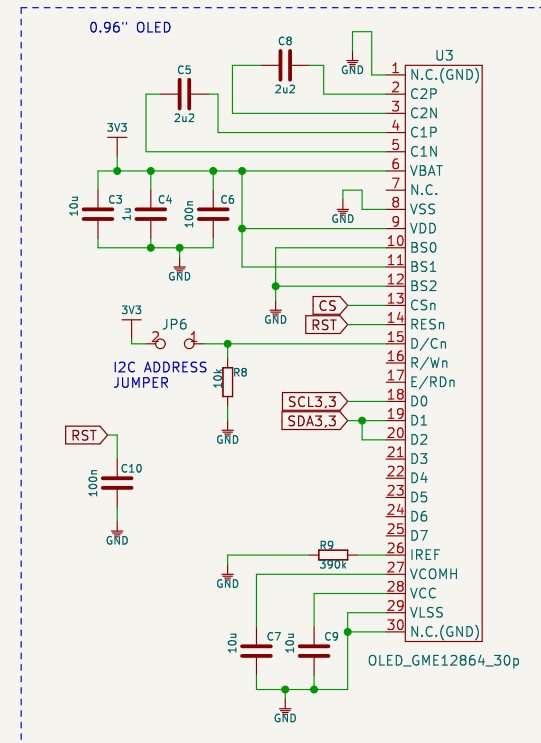 0.96" OLED
C8
2u2
GND
U3
C5
2u2
3V3
10u
C3
1u
C4
100n
C6
GND
GND
GND
1 N.C.(GND)
2 C2P
3 C2N
4 C1P
5 C1N
6 VBAT
7 N.C.
8 VSS
9 VDD
10 BS0
11 BS1
12 BS2
CS 13 CSn
RST 14 RESn
15 D/Cn
16 R/Wn
17 E/RDn
SCL3,3 18 D0
SDA3,3 19 D1
20 D2
21 D3
22 D4
23 D5
24 D6
25 D7
26 IREF
27 VCOMH
28 VCC
29 VLSS
30 N.C.(GND)
3V3
JP6
2 1
I2C ADDRESS
JUMPER
10k
R8
GND
RST
100n
C10
GND
R9
390k
GND
10u
C7
10u
C9
GND
OLED_GME12864_30p